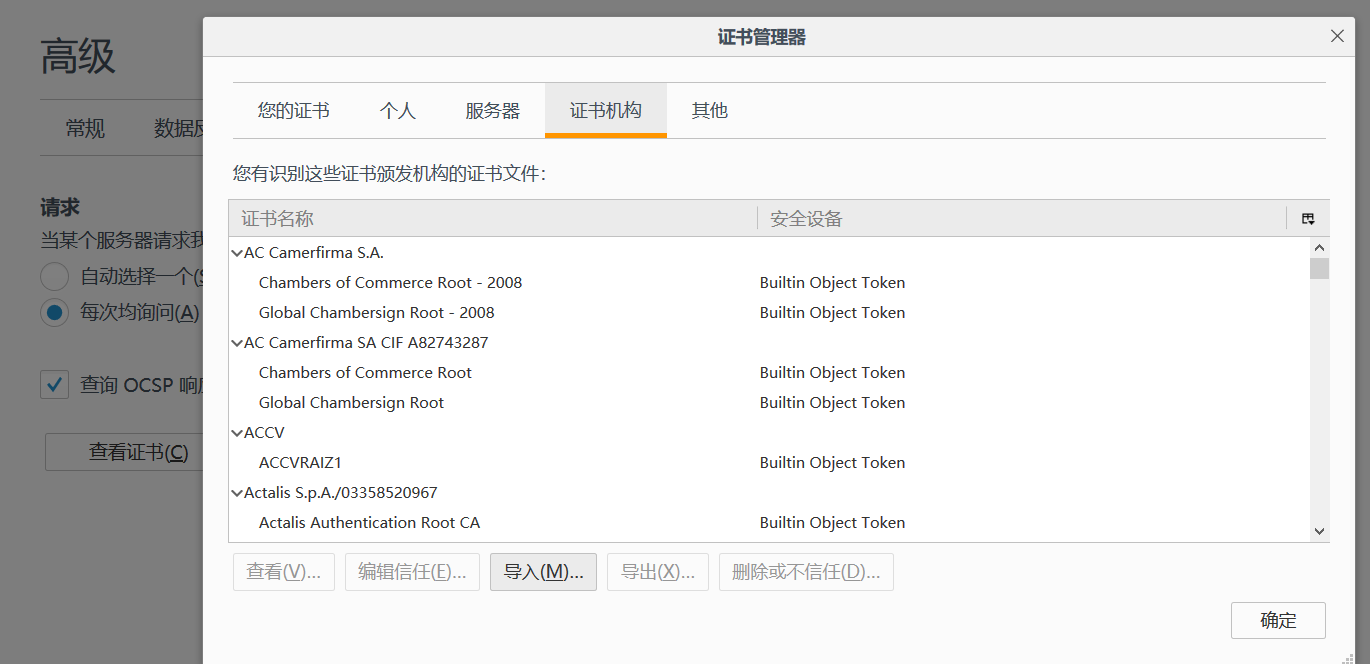 高级
证书管理器
常规 数据反
您的证书 个人 服务器 证书机构 其他
您有识别这些证书颁发机构的证书文件：
请求
当某个服务器请求我
自动选择一个(S
每次均询问(A)
查询 OCSP 响应
查看证书(C)
证书名称 安全设备
AC Camerfirma S.A.
Chambers of Commerce Root - 2008 Builtin Object Token
Global Chambersign Root - 2008 Builtin Object Token
AC Camerfirma SA CIF A82743287
Chambers of Commerce Root Builtin Object Token
Global Chambersign Root Builtin Object Token
ACCV
ACCVRAIZ1 Builtin Object Token
Actalis S.p.A./03358520967
Actalis Authentication Root CA Builtin Object Token
查看(V)... 编辑信任(E)... 导入(M)... 导出(X)... 删除或不信任(D)...
确定